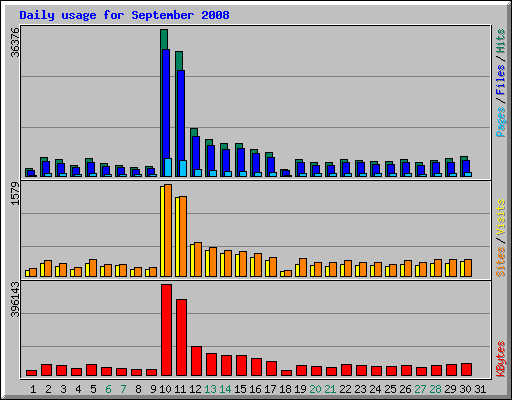 Daily usage for September 2008
36376
Pages / Files / Hits
1579
Sites / Visits
396143
KBytes
1 2 3 4 5 6 7 8 9 10 11 12 13 14 15 16 17 18 19 20 21 22 23 24 25 26 27 28 29 30 31